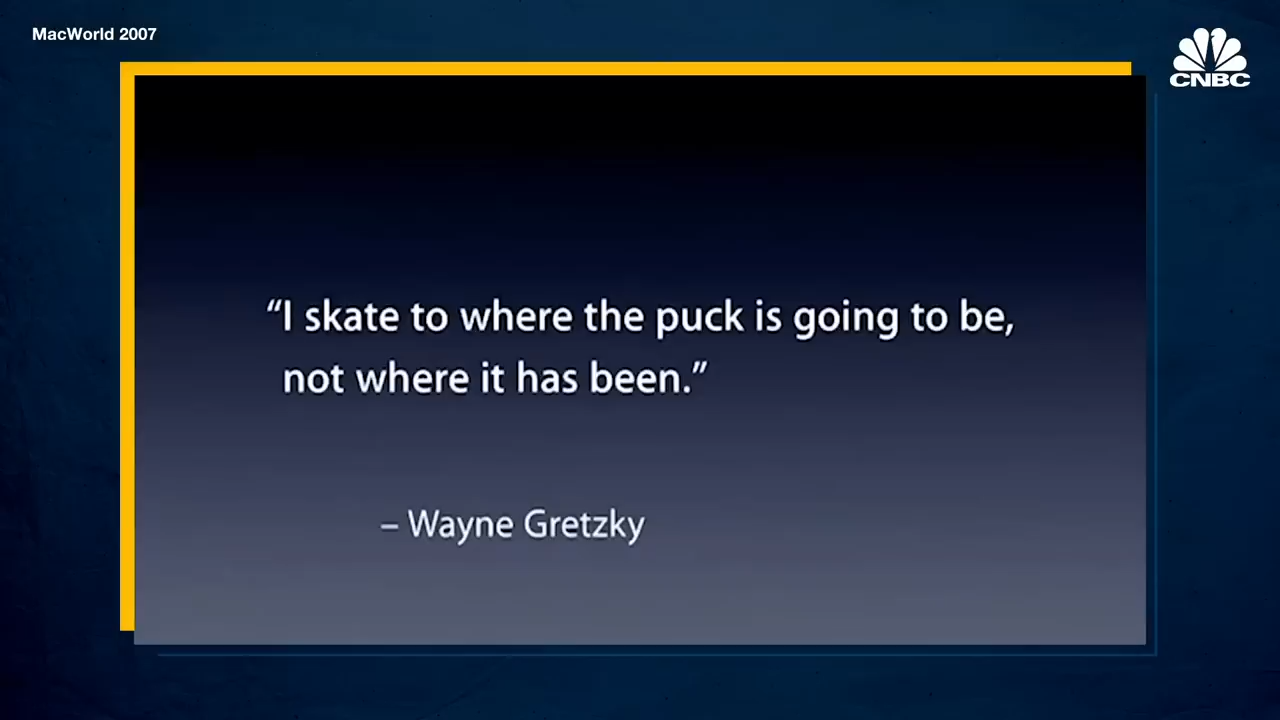 MacWorld 2007
CNBC
“I skate to where the puck is going to be,
not where it has been.”
– Wayne Gretzky